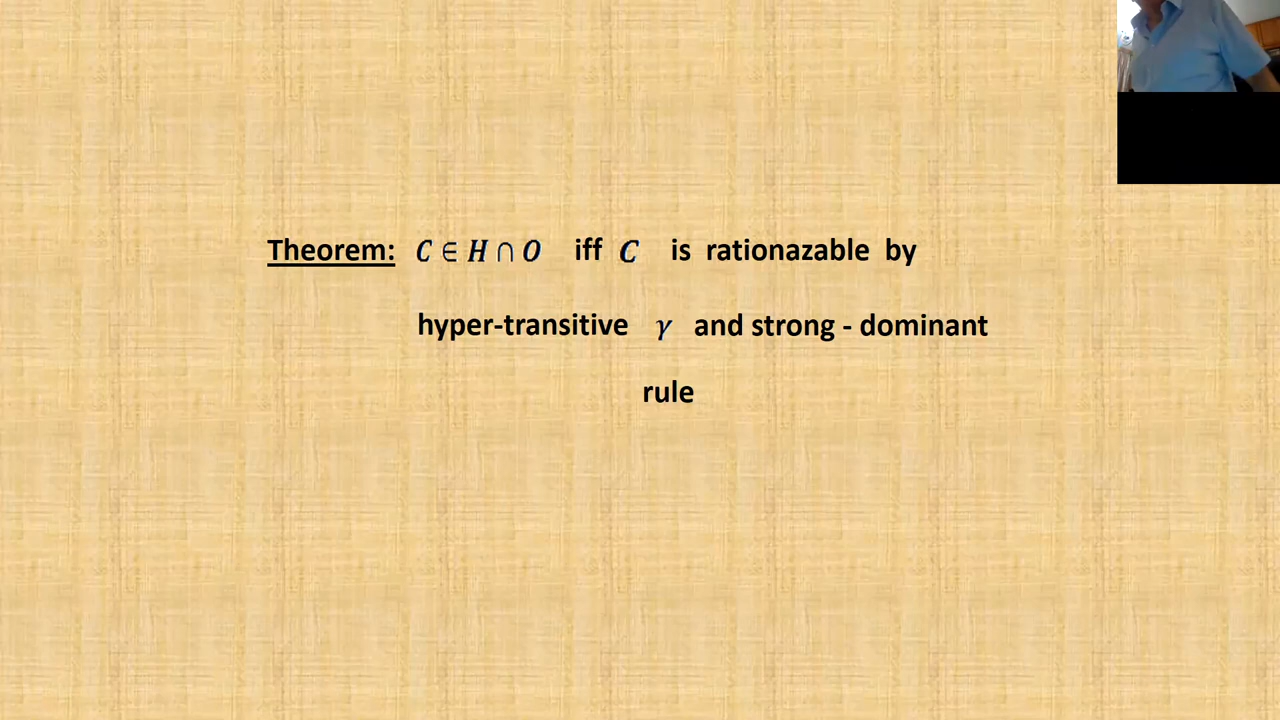 Theorem: C ∈ H ∩ O iff C is rationazable by
hyper-transitive γ and strong - dominant
rule